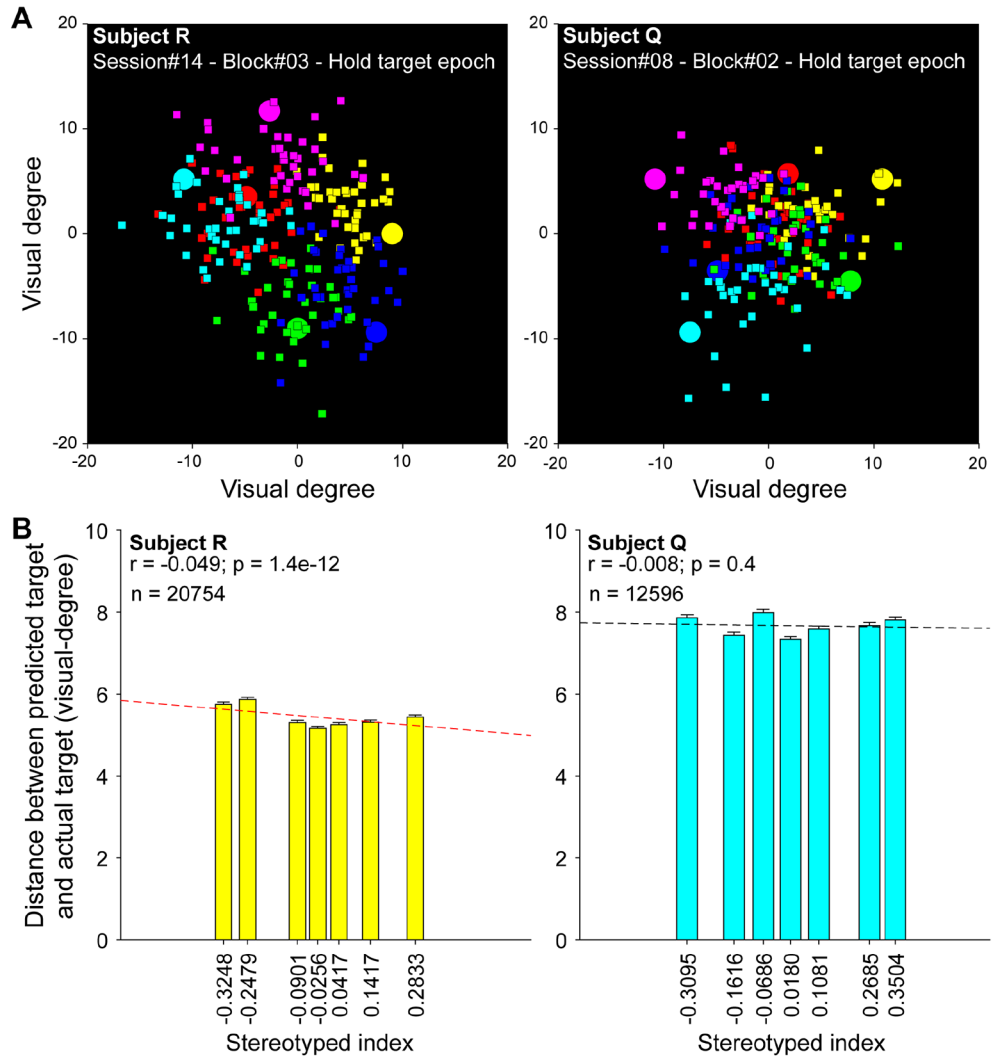 A
Subject R
Session#14 - Block#03 - Hold target epoch
20
10
0
-10
-20
Visual degree
-20
-10
0
10
20
Visual degree
Subject Q
Session#08 - Block#02 - Hold target epoch
20
10
0
-10
-20
-20
-10
0
10
20
Visual degree
B
Distance between predicted target
and actual target (visual-degree)
10
8
6
4
2
0
Subject R
r = -0.049; p = 1.4e-12
n = 20754
-0.3248
-0.2479
-0.0901
-0.0256
0.0417
0.1417
0.2833
Stereotyped index
10
8
6
4
2
0
Subject Q
r = -0.008; p = 0.4
n = 12596
-0.3095
-0.1616
-0.0686
0.0180
0.1081
0.2685
0.3504
Stereotyped index